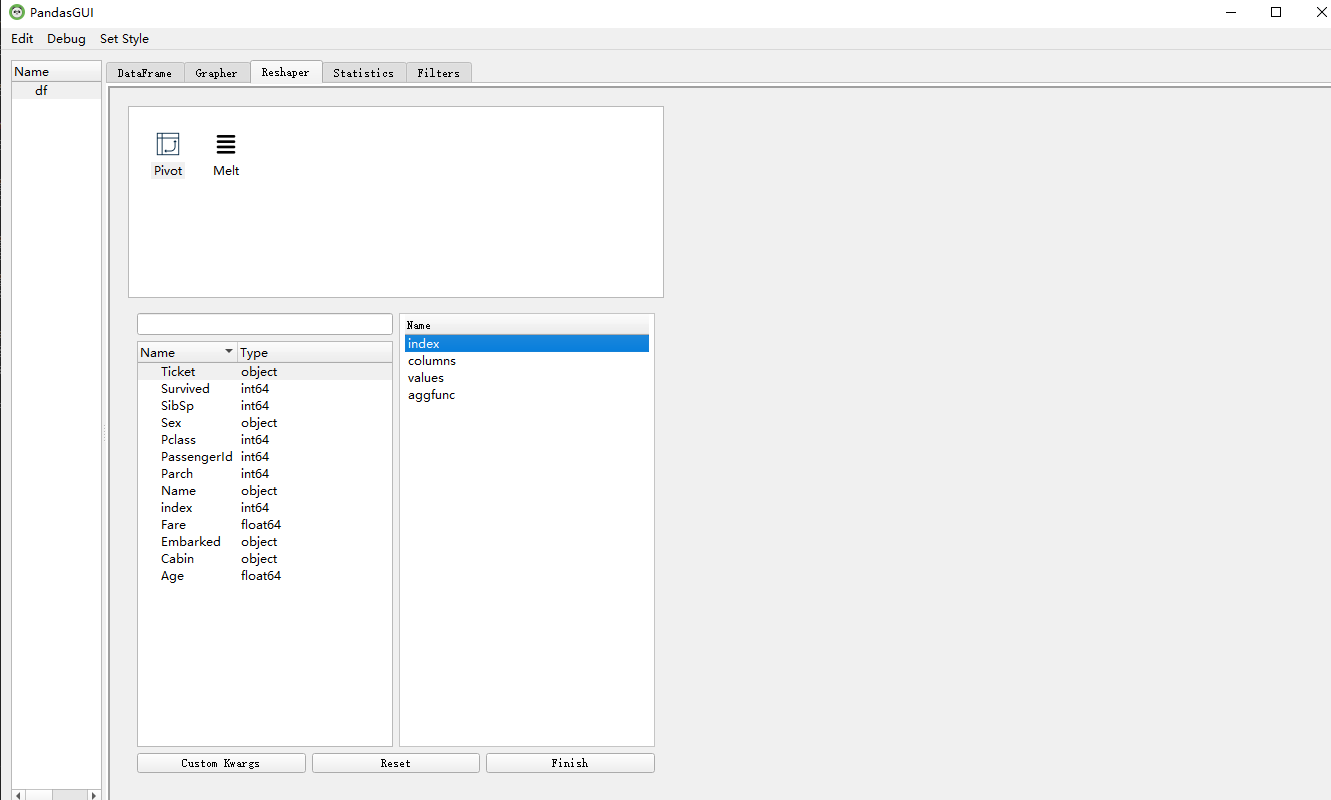 PandasGUI
Edit Debug Set Style
Name
df
DataFrame Grapher Reshaper Statistics Filters
Pivot Melt
Name Type
Ticket object
Survived int64
SibSp int64
Sex object
Pclass int64
PassengerId int64
Parch int64
Name object
index int64
Fare float64
Embarked object
Cabin object
Age float64
Name
index
columns
values
aggfunc
Custom Kwargs Reset Finish